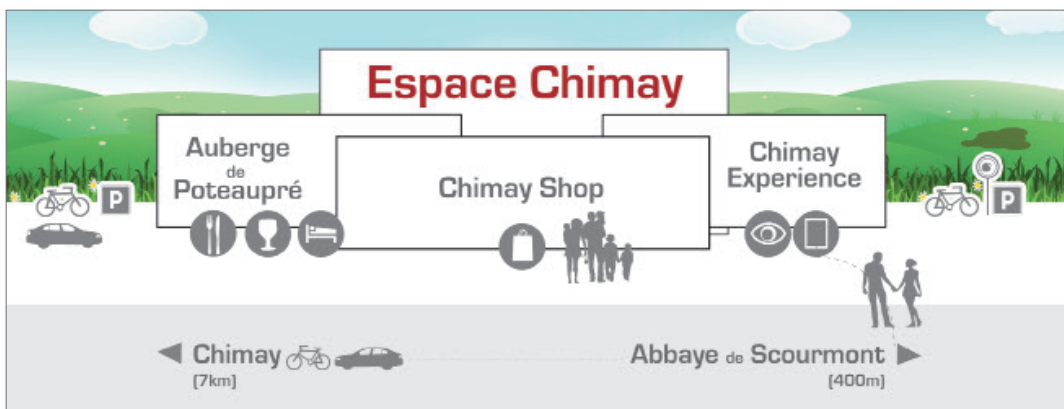 Espace Chimay
Auberge
de
Poteaupré
Chimay Shop
Chimay
Experience
P
P
Chimay
(7km)
Abbaye de Scourmont
(400m)